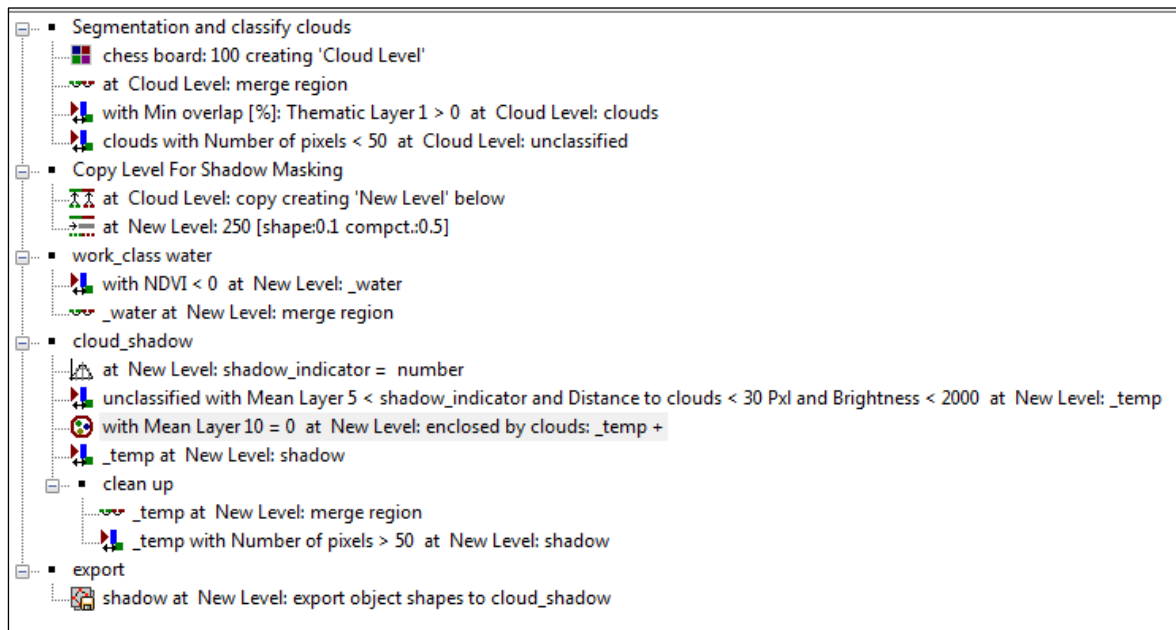 Segmentation and classify clouds
chess board: 100 creating 'Cloud Level'
at Cloud Level: merge region
with Min overlap [%]: Thematic Layer 1 > 0 at Cloud Level: clouds
clouds with Number of pixels < 50 at Cloud Level: unclassified
Copy Level For Shadow Masking
at Cloud Level: copy creating 'New Level' below
at New Level: 250 [shape:0.1 compct.:0.5]
work_class water
with NDVI < 0 at New Level: _water
_water at New Level: merge region
cloud_shadow
at New Level: shadow_indicator = number
unclassified with Mean Layer 5 < shadow_indicator and Distance to clouds < 30 Pxl and Brightness < 2000 at New Level: _temp
with Mean Layer 10 = 0 at New Level: enclosed by clouds: _temp +
_temp at New Level: shadow
clean up
_temp at New Level: merge region
_temp with Number of pixels > 50 at New Level: shadow
export
shadow at New Level: export object shapes to cloud_shadow